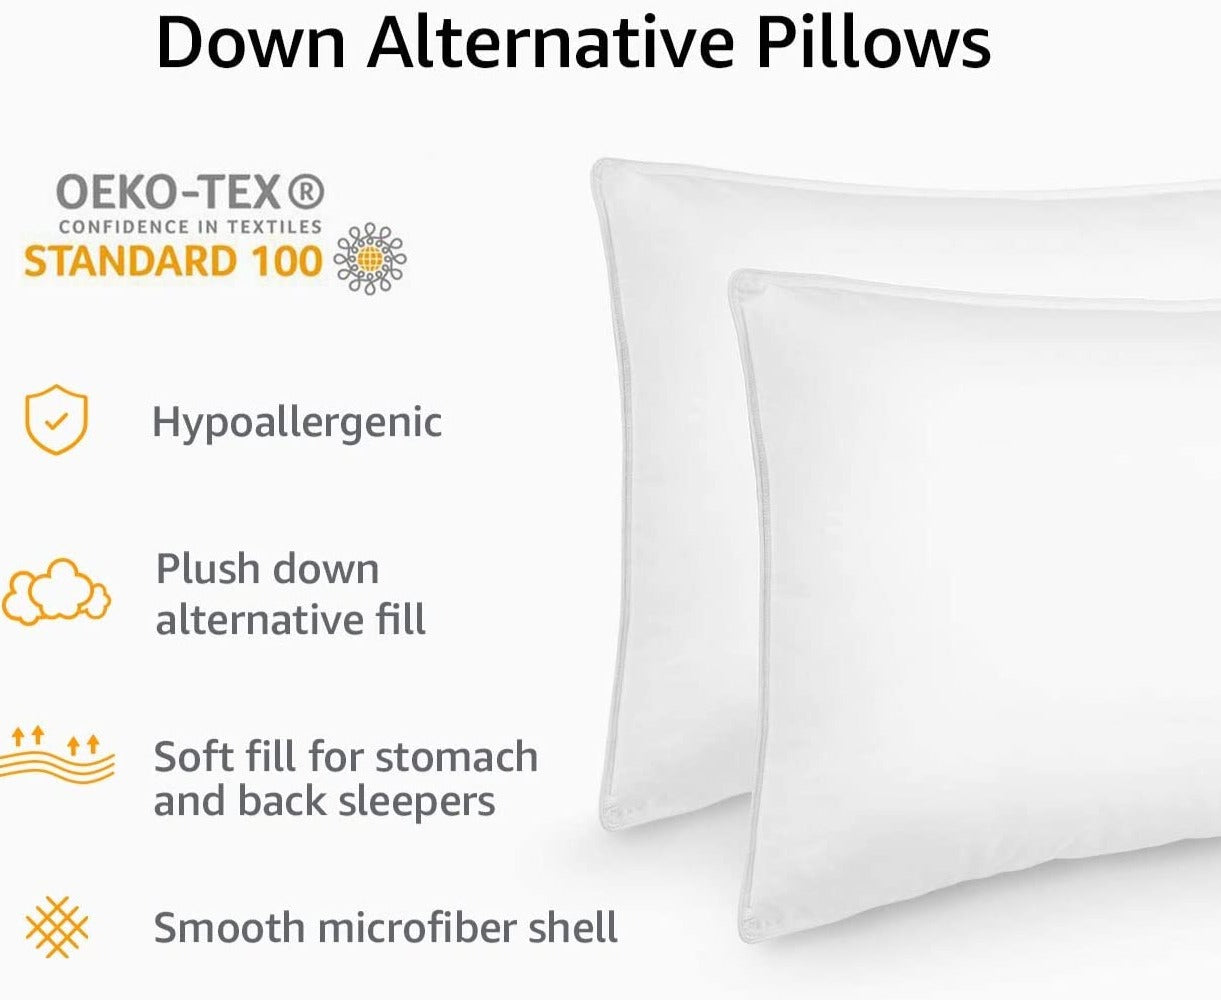 Down Alternative Pillows
OEKO-TEX®
CONFIDENCE IN TEXTILES
STANDARD 100
Hypoallergenic
Plush down
alternative fill
Soft fill for stomach
and back sleepers
Smooth microfiber shell